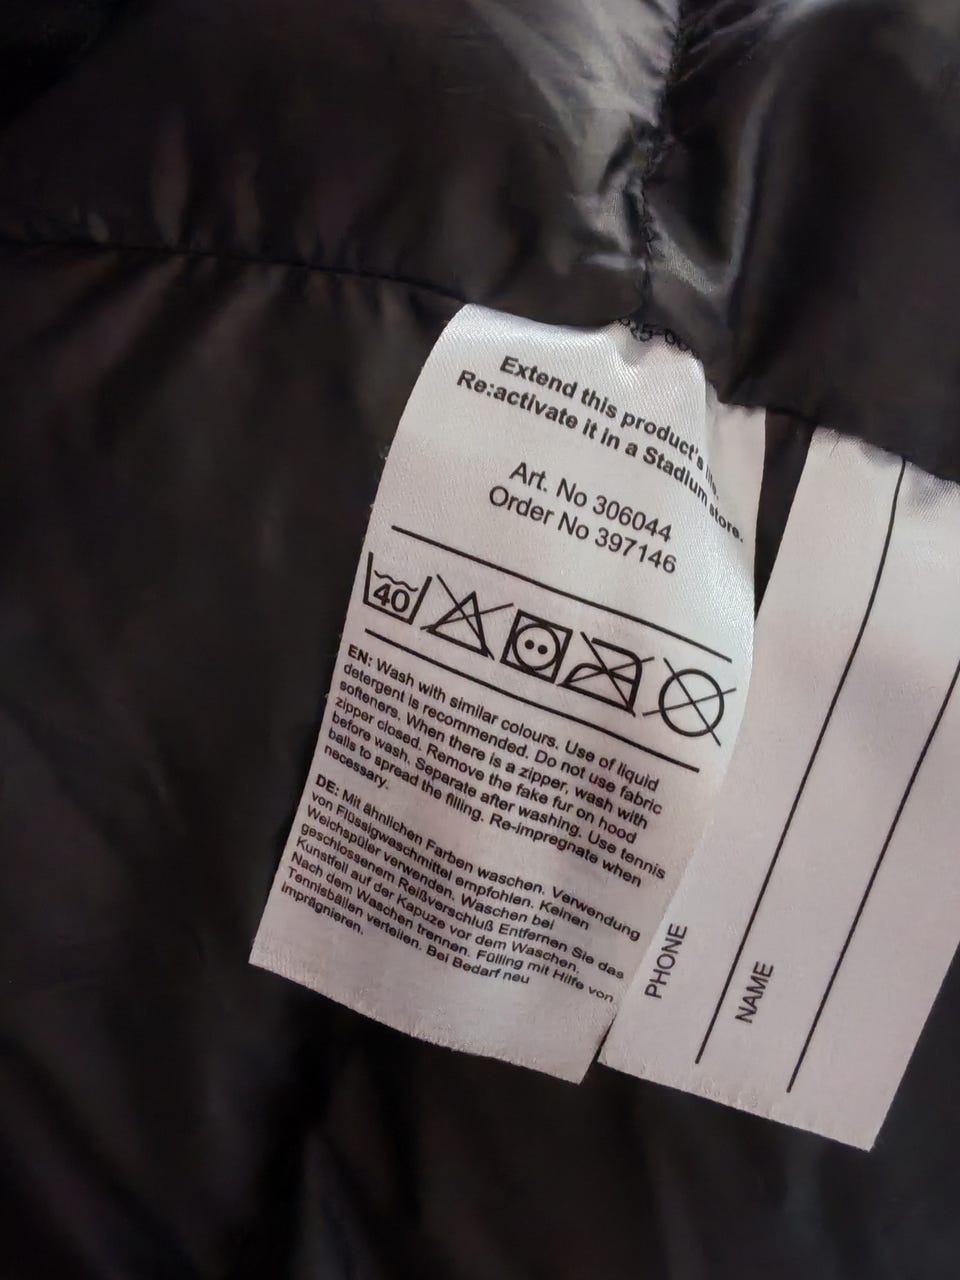 Extend this product's life.
Re:activate it in a Stadium store.
Art. No 306044
Order No 397146
40
EN: Wash with similar colours. Use of liquid
detergent is recommended. Do not use fabric
softeners. When there is a zipper, wash with
zipper closed. Remove the fake fur on hood
before wash. Separate after washing. Use tennis
balls to spread the filling. Re-impregnate when
necessary.
DE: Mit ähnlichen Farben waschen. Verwendung
von Flüssigwaschmittel empfohlen. Keinen
Weichspüler verwenden. Waschen bei
geschlossenem Reißverschluß Entfernen Sie das
Kunstfell auf der Kapuze vor dem Waschen.
Nach dem Waschen trennen. Fülling mit Hilfe von
Tennisbällen verteilen. Bei Bedarf neu
imprägnieren.
PHONE
NAME